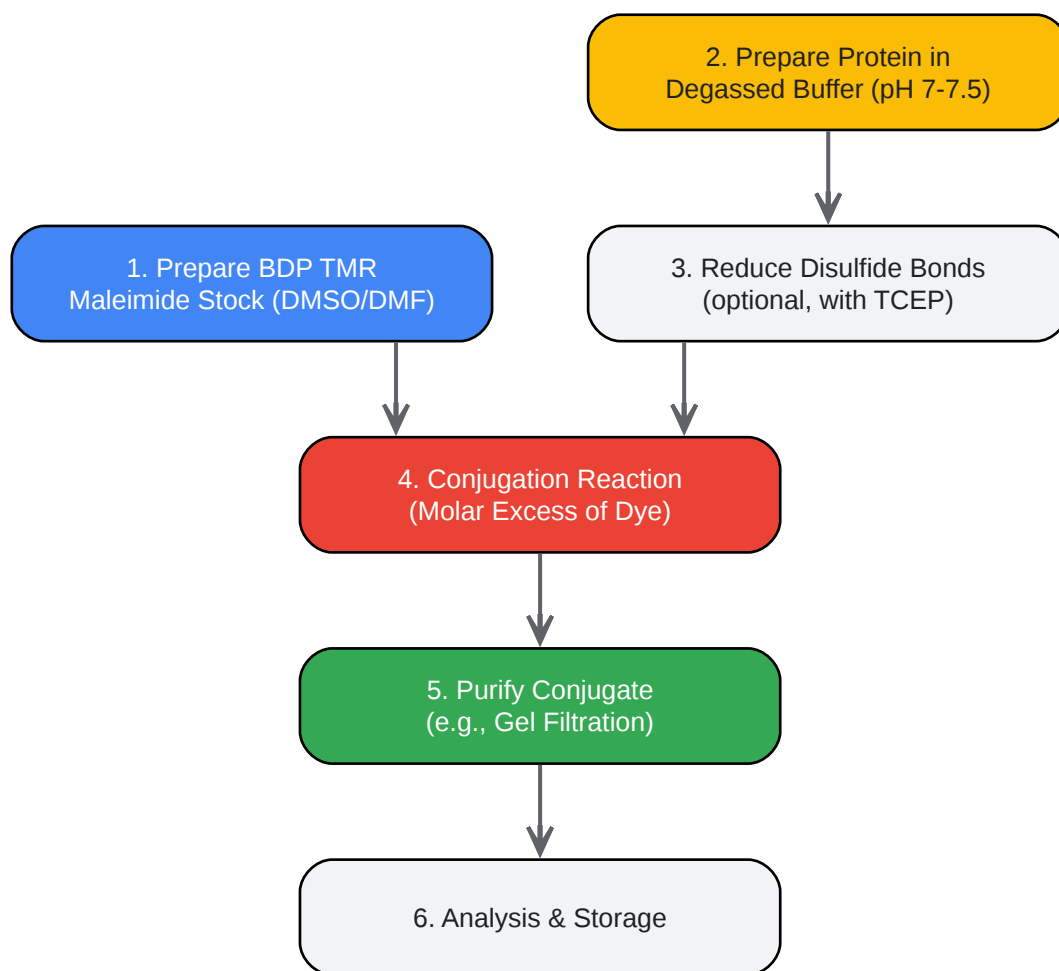 2. Prepare Protein in
Degassed Buffer (pH 7-7.5)
1. Prepare BDP TMR
Maleimide Stock (DMSO/DMF)
3. Reduce Disulfide Bonds
(optional, with TCEP)
4. Conjugation Reaction
(Molar Excess of Dye)
5. Purify Conjugate
(e.g., Gel Filtration)
6. Analysis & Storage